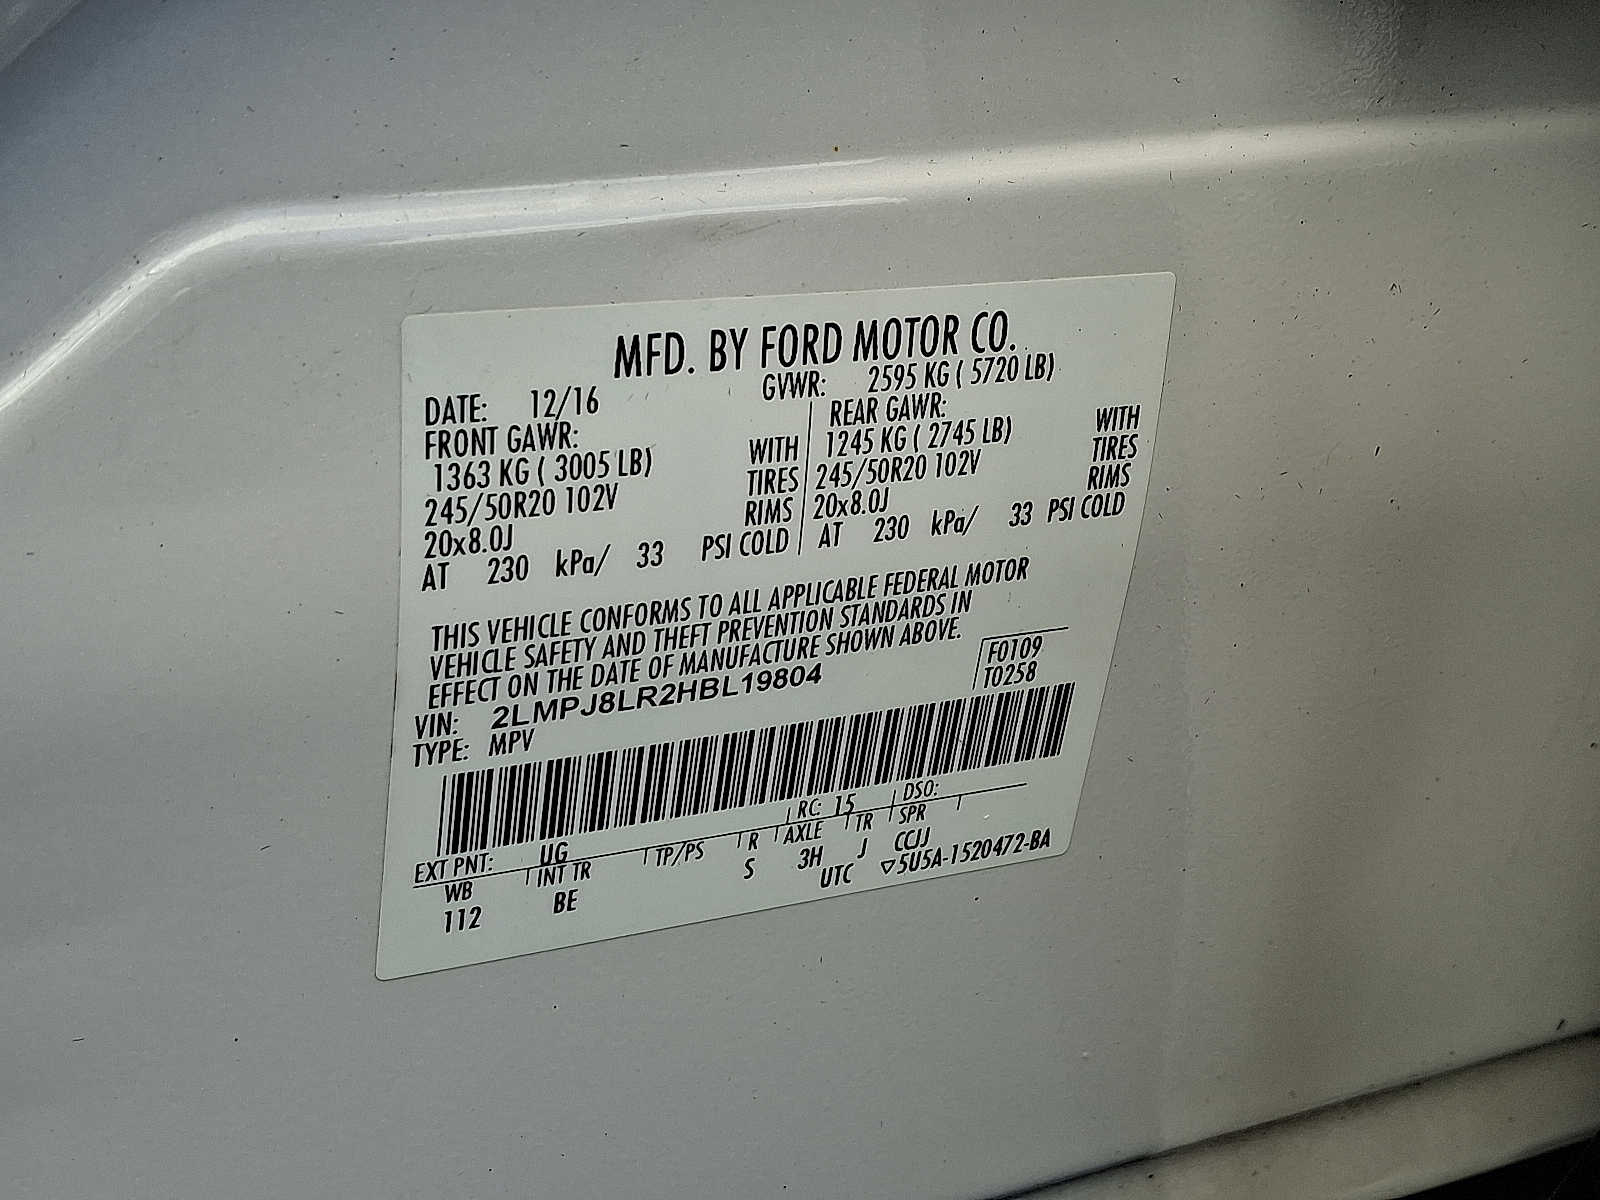 MFD. BY FORD MOTOR CO.
DATE: 12/16 GVWR: 2595 KG ( 5720 LB)
FRONT GAWR: REAR GAWR:
1363 KG ( 3005 LB) WITH 1245 KG ( 2745 LB) WITH
245/50R20 102V TIRES 245/50R20 102V TIRES
20x8.0J RIMS 20x8.0J RIMS
AT 230 kPa/ 33 PSI COLD AT 230 kPa/ 33 PSI COLD
THIS VEHICLE CONFORMS TO ALL APPLICABLE FEDERAL MOTOR
VEHICLE SAFETY AND THEFT PREVENTION STANDARDS IN
EFFECT ON THE DATE OF MANUFACTURE SHOWN ABOVE.
F0109
VIN: 2LMPJ8LR2HBL19804 T0258
TYPE: MPV
EXT PNT: UG RC: 15 DSO:
WB INT TR TP/PS R AXLE TR SPR
112 BE S 3H J CCJJ
UTC ▽5U5A-1520472-BA